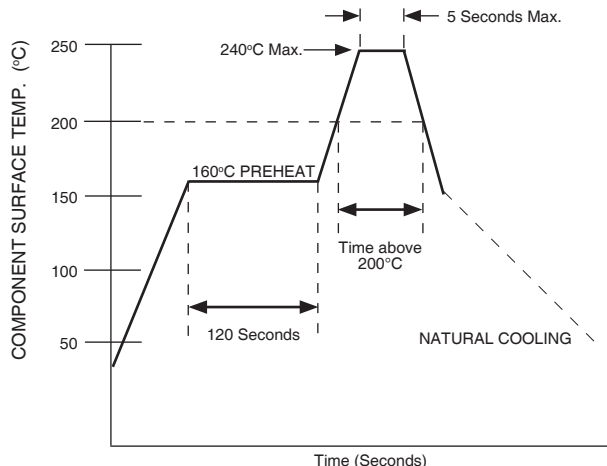 5 Seconds Max.
240°C Max.
COMPONENT SURFACE TEMP. (°C)
250
200
150
100
50
160°C PREHEAT
Time above
200°C
120 Seconds
NATURAL COOLING
Time (Seconds)